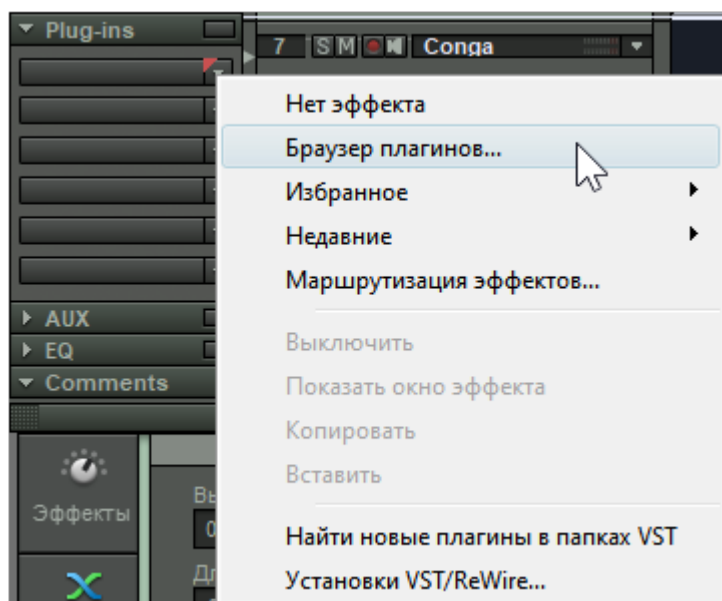 Plug-ins
7 S M Conga
Нет эффекта
Браузер плагинов...
Избранное
Недавние
Маршрутизация эффектов...
AUX
EQ
Выключить
Comments
Показать окно эффекта
Копировать
Вставить
Эффекты
Найти новые плагины в папках VST
Установки VST/ReWire...